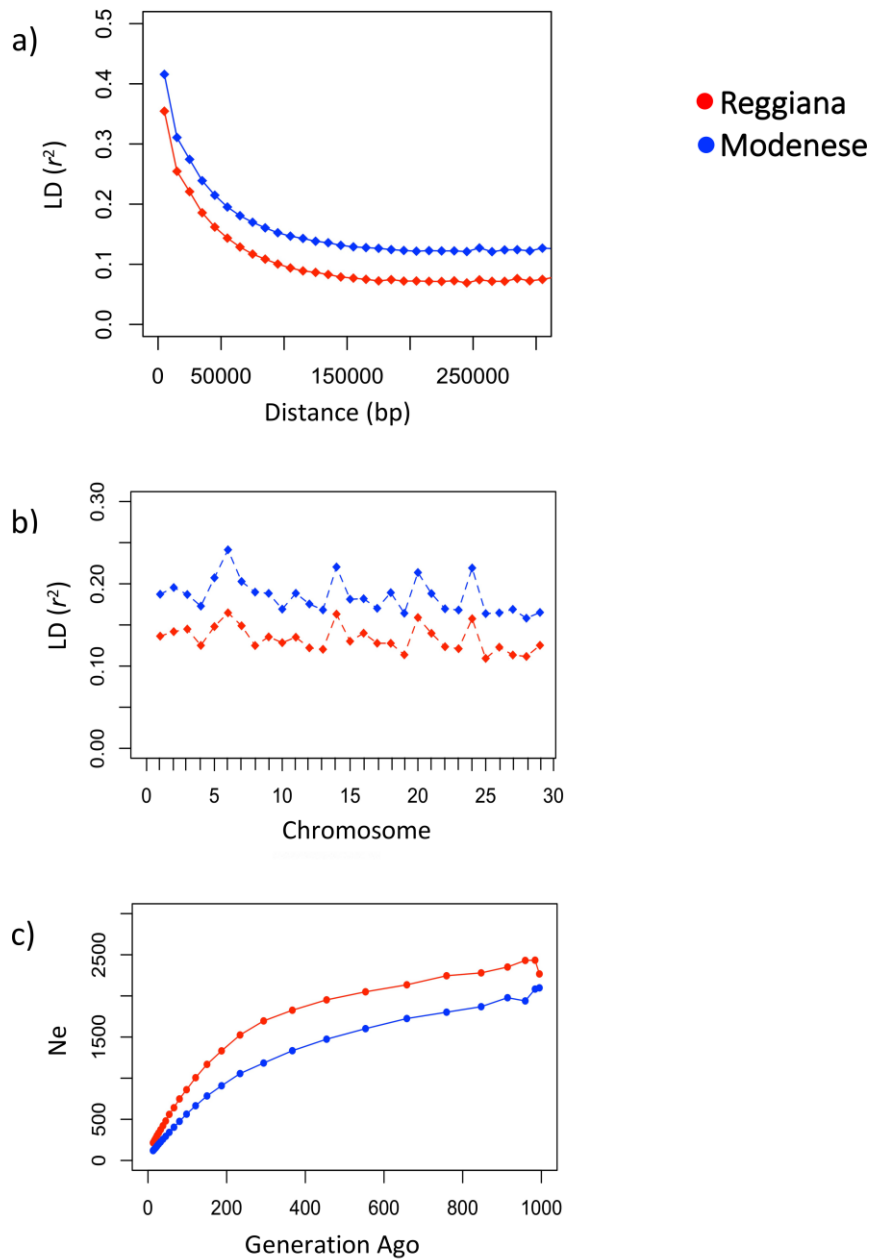 a)
0.5
0.4
0.3
0.2
0.1
0.0
LD (r²)
0 50000 150000 250000
Distance (bp)
Reggiana
Modenese
b)
0.30
0.20
0.10
0.00
LD (r²)
0 5 10 15 20 25 30
Chromosome
c)
2500
1500
500
0
Ne
0 200 400 600 800 1000
Generation Ago